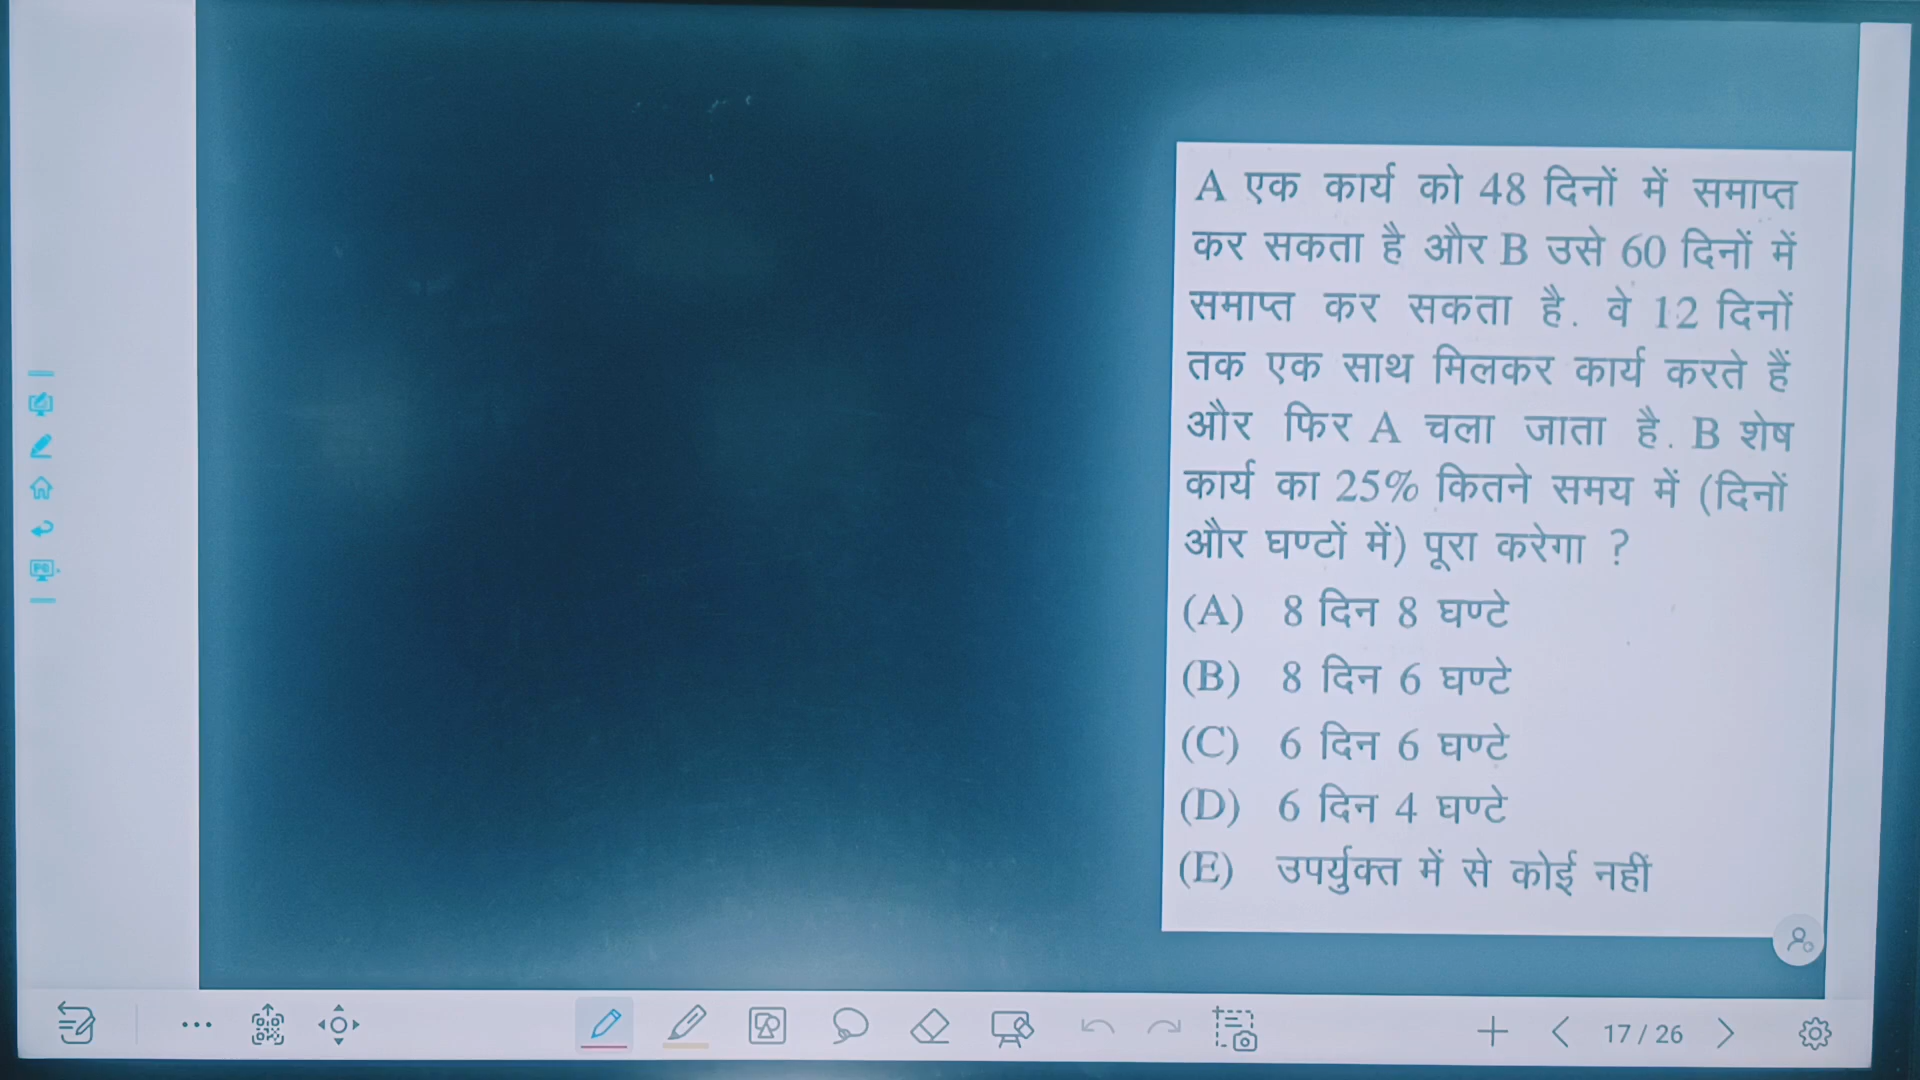 A एक कार्य को 48 दिनों में समाप्त
कर सकता है और B उसे 60 दिनों में
समाप्त कर सकता है. वे 12 दिनों
तक एक साथ मिलकर कार्य करते हैं
और फिर A चला जाता है. B शेष
कार्य का 25% कितने समय में (दिनों
और घण्टों में) पूरा करेगा ?
(A) 8 दिन 8 घण्टे
(B) 8 दिन 6 घण्टे
(C) 6 दिन 6 घण्टे
(D) 6 दिन 4 घण्टे
(E) उपर्युक्त में से कोई नहीं
17 / 26